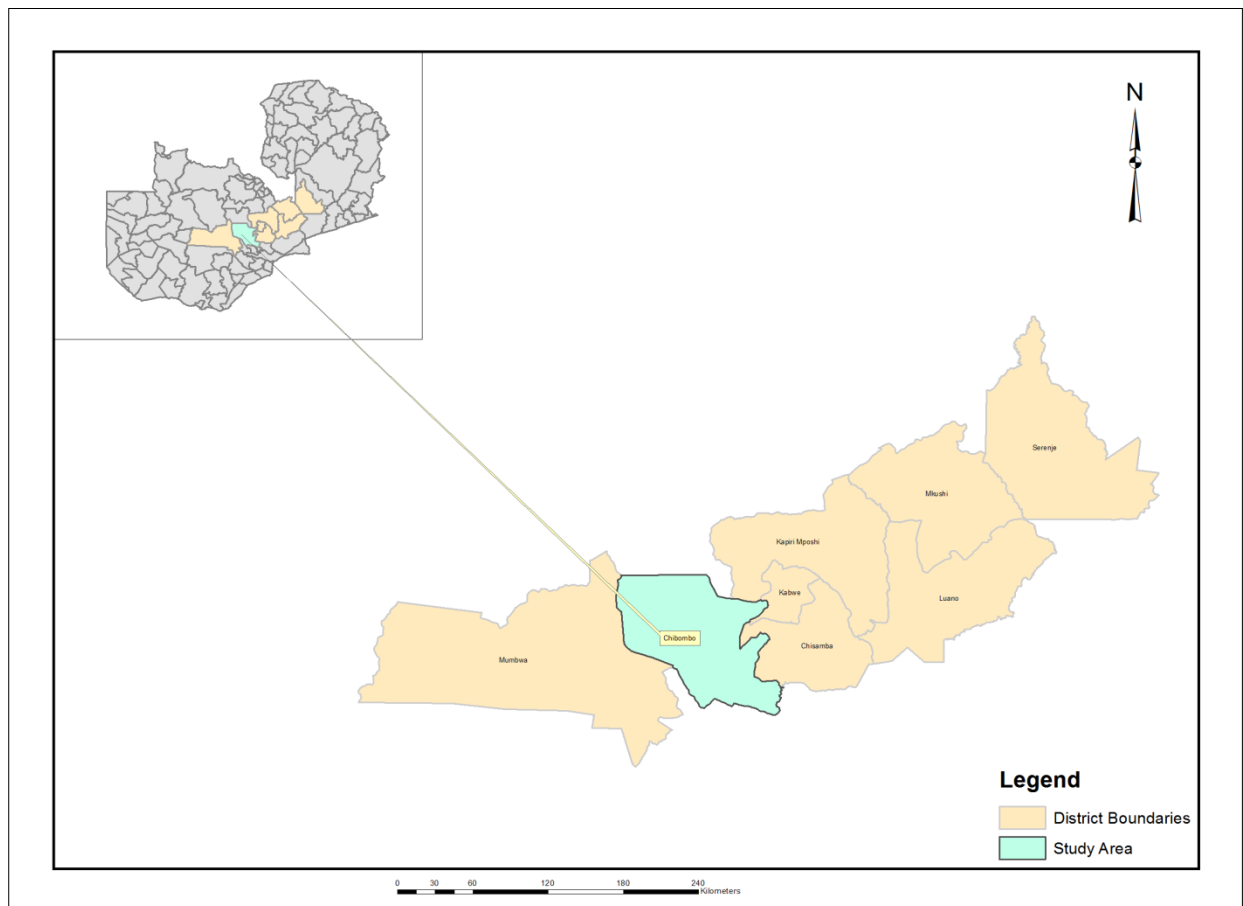 N
Serenje
Mkushi
Kapiri Mposhi
Kabwe
Luano
Chibombo
Chisamba
Mumbwa
Legend
District Boundaries
Study Area
0 30 60 120 180 240
Kilometers